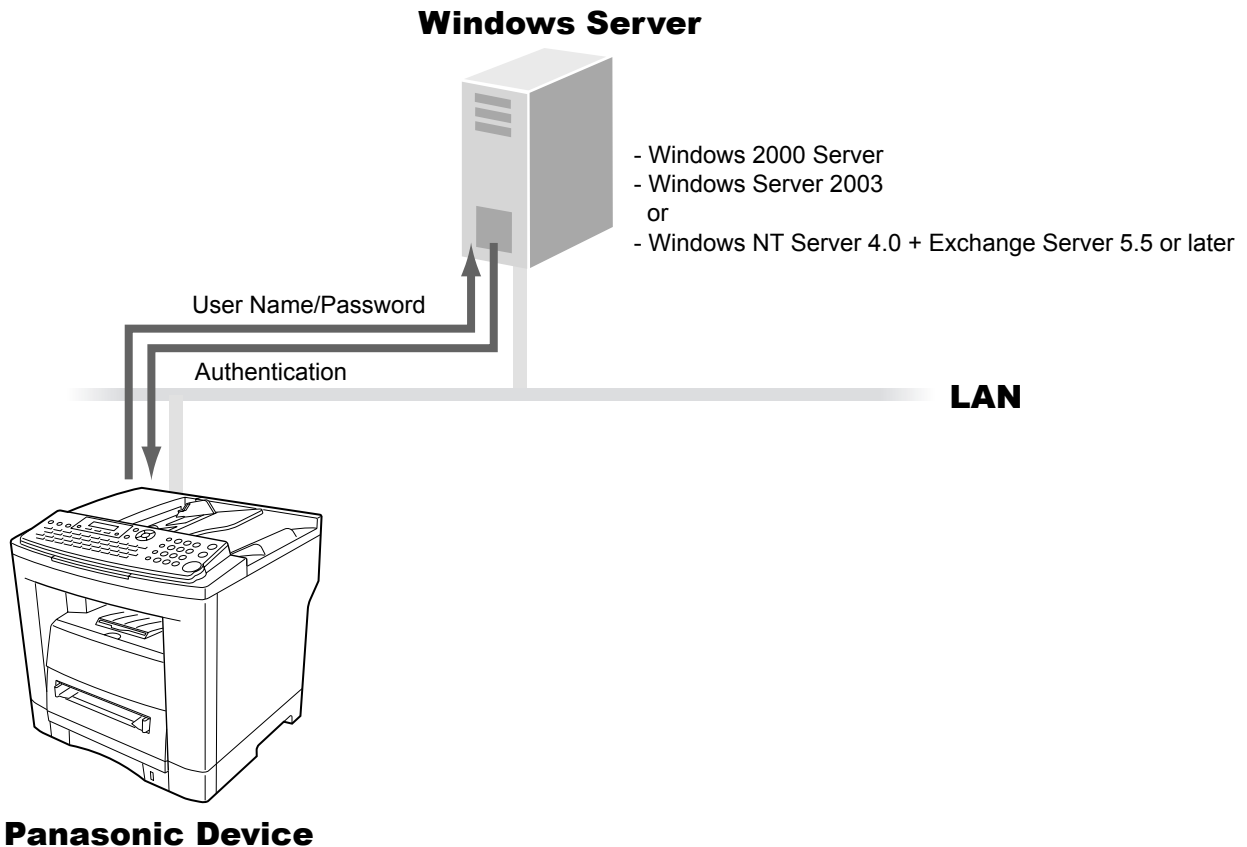 Windows Server
- Windows 2000 Server
- Windows Server 2003
or
- Windows NT Server 4.0 + Exchange Server 5.5 or later
User Name/Password
Authentication
LAN
Panasonic Device